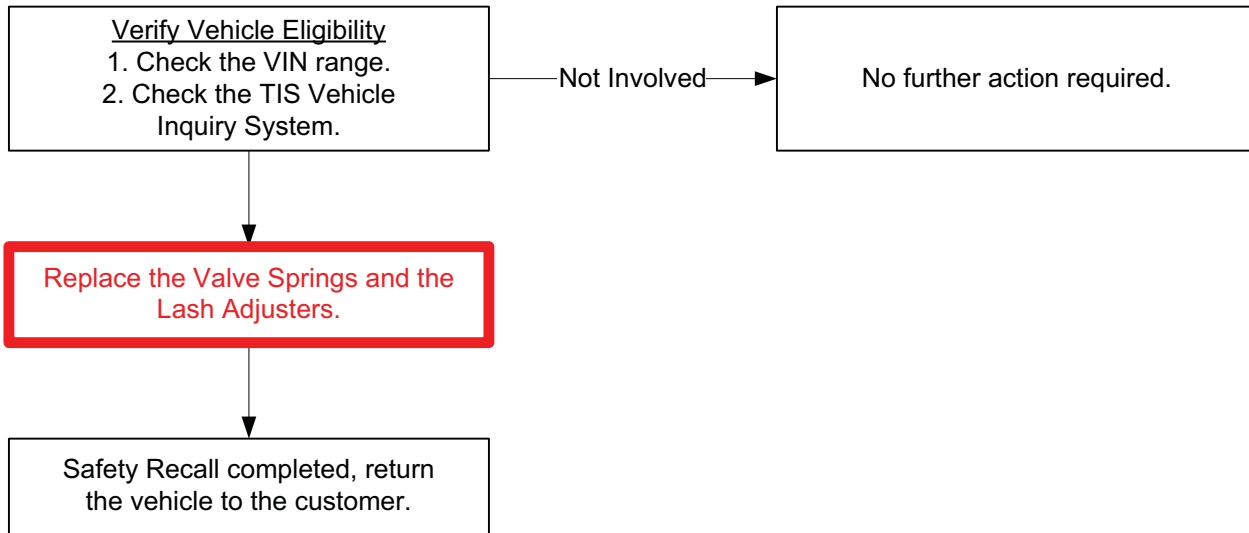 Verify Vehicle Eligibility
1. Check the VIN range.
2. Check the TIS Vehicle
Inquiry System.
Not Involved
No further action required.
Replace the Valve Springs and the
Lash Adjusters.
Safety Recall completed, return
the vehicle to the customer.